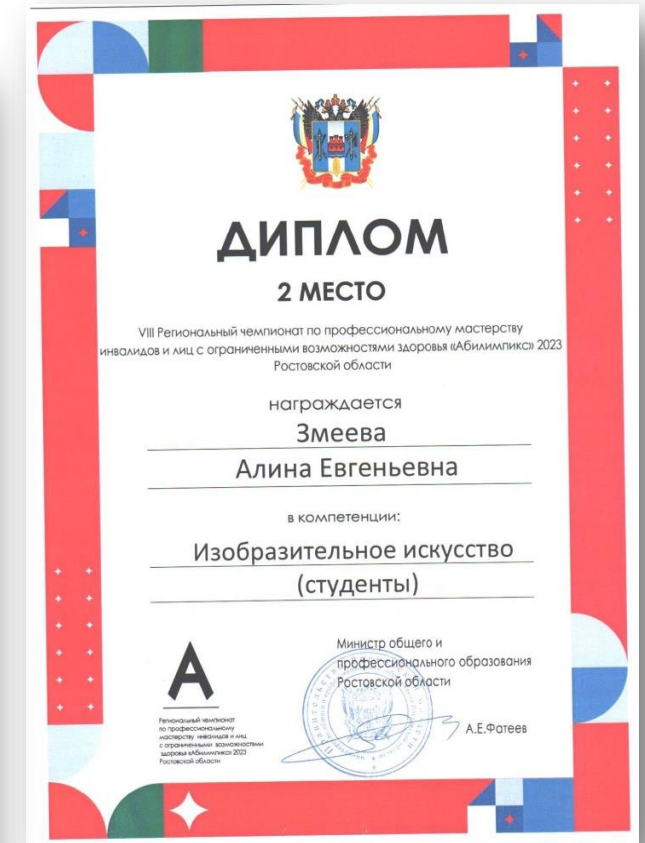 ДИПЛОМ
2 МЕСТО
VIII Региональный чемпионат по профессиональному мастерству
инвалидов и лиц с ограниченными возможностями здоровья «Абилимпикс» 2023
Ростовской области
награждается
Змеева
Алина Евгеньевна
в компетенции:
Изобразительное искусство
(студенты)
Министр общего и
профессионального образования
Ростовской области
А.Е.Фатеев
А
Региональный чемпионат
по профессиональному
мастерству инвалидов и лиц
с ограниченными возможностями
здоровья «Абилимпикс» 2023
Ростовской области